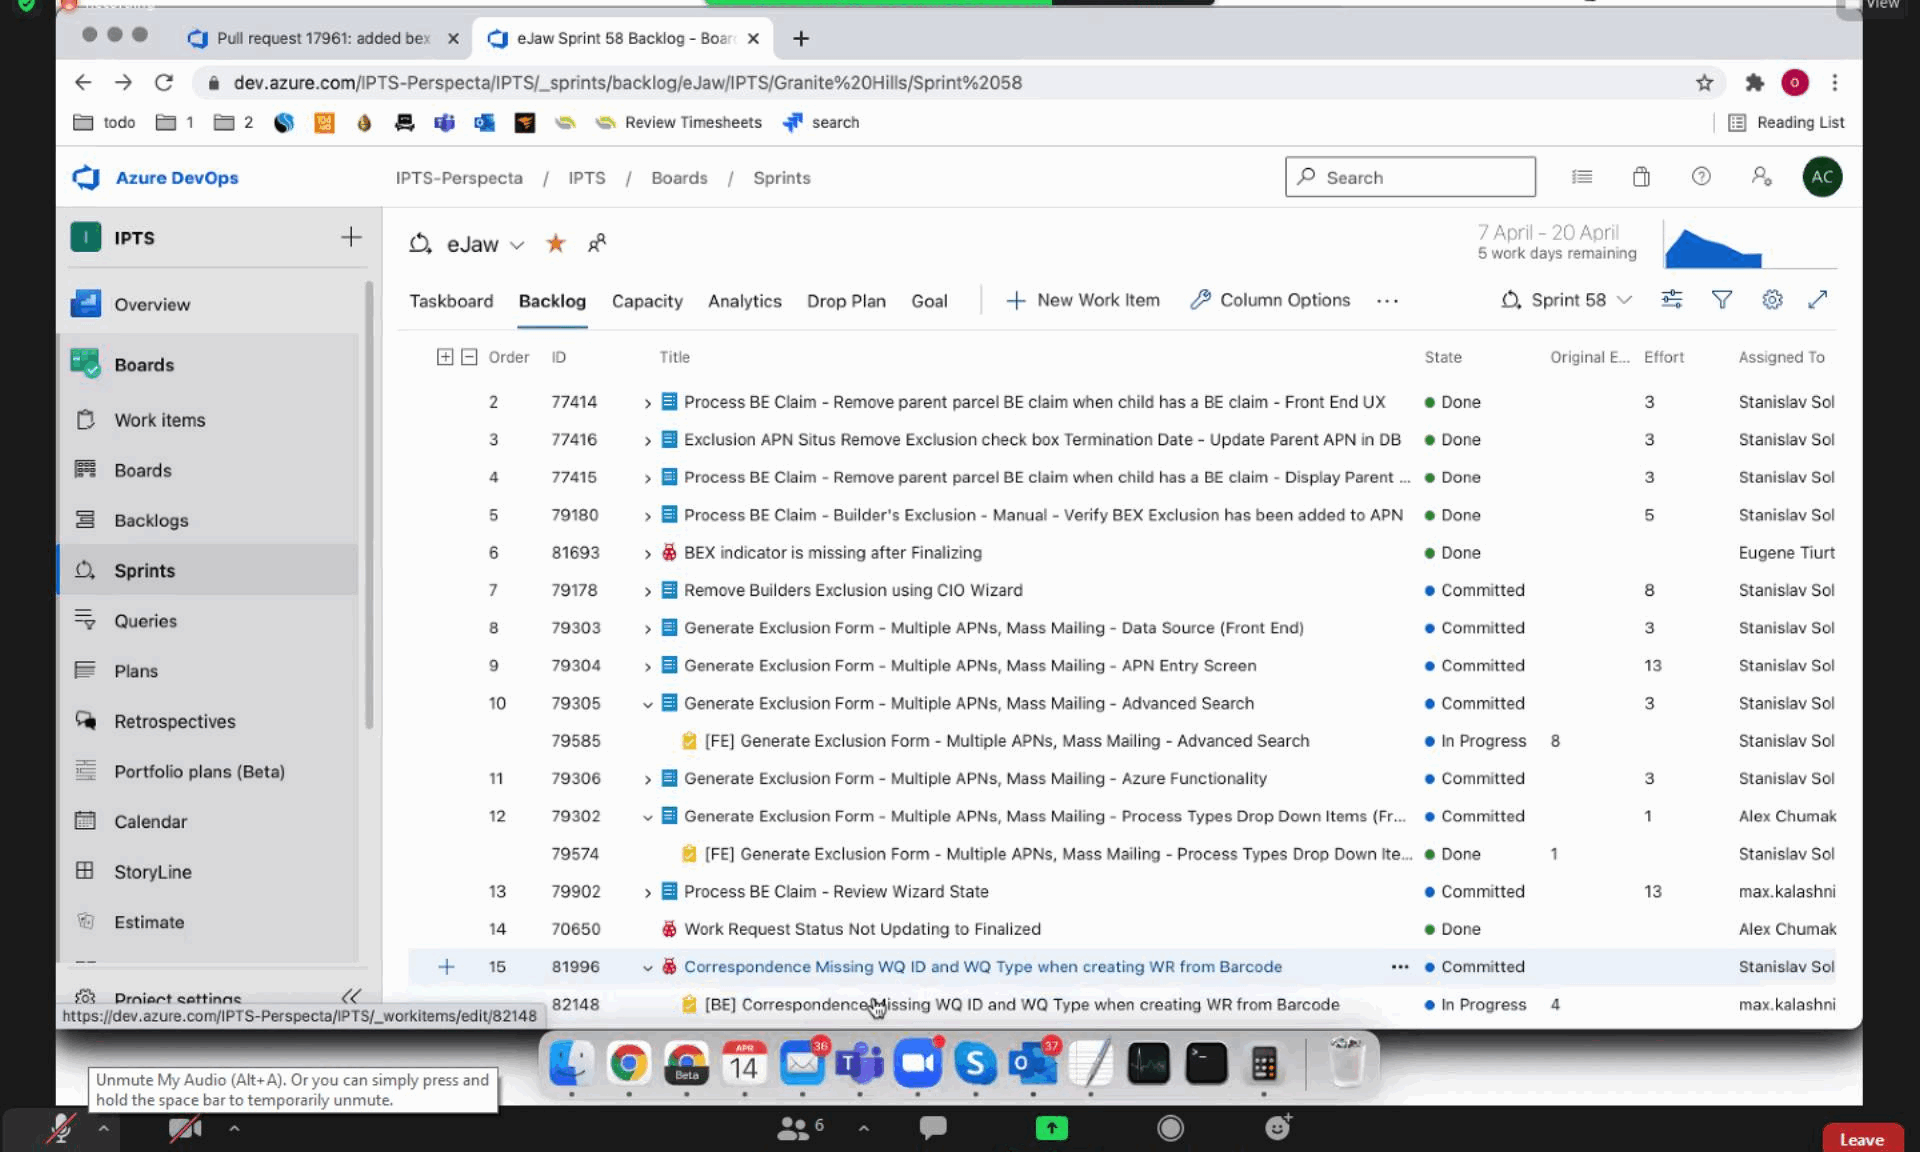 Recording
View
Pull request 17961: added bex
eJaw Sprint 58 Backlog - Boar
dev.azure.com/IPTS-Perspecta/IPTS/_sprints/backlog/eJaw/IPTS/Granite%20Hills/Sprint%2058
O
todo 1 2 Review Timesheets search Reading List
Azure DevOps
IPTS-Perspecta / IPTS / Boards / Sprints
Search
AC
I IPTS
Overview
Boards
Work items
Boards
Backlogs
Sprints
Queries
Plans
Retrospectives
Portfolio plans (Beta)
Calendar
StoryLine
Estimate
Project settings
eJaw
7 April - 20 April
5 work days remaining
Taskboard Backlog Capacity Analytics Drop Plan Goal New Work Item Column Options Sprint 58
Order ID Title State Original E... Effort Assigned To
2 77414 Process BE Claim - Remove parent parcel BE claim when child has a BE claim - Front End UX Done 3 Stanislav Sol
3 77416 Exclusion APN Situs Remove Exclusion check box Termination Date - Update Parent APN in DB Done 3 Stanislav Sol
4 77415 Process BE Claim - Remove parent parcel BE claim when child has a BE claim - Display Parent ... Done 3 Stanislav Sol
5 79180 Process BE Claim - Builder's Exclusion - Manual - Verify BEX Exclusion has been added to APN Done 5 Stanislav Sol
6 81693 BEX indicator is missing after Finalizing Done Eugene Tiurt
7 79178 Remove Builders Exclusion using CIO Wizard Committed 8 Stanislav Sol
8 79303 Generate Exclusion Form - Multiple APNs, Mass Mailing - Data Source (Front End) Committed 3 Stanislav Sol
9 79304 Generate Exclusion Form - Multiple APNs, Mass Mailing - APN Entry Screen Committed 13 Stanislav Sol
10 79305 Generate Exclusion Form - Multiple APNs, Mass Mailing - Advanced Search Committed 3 Stanislav Sol
79585 [FE] Generate Exclusion Form - Multiple APNs, Mass Mailing - Advanced Search In Progress 8 Stanislav Sol
11 79306 Generate Exclusion Form - Multiple APNs, Mass Mailing - Azure Functionality Committed 3 Stanislav Sol
12 79302 Generate Exclusion Form - Multiple APNs, Mass Mailing - Process Types Drop Down Items (Fr... Committed 1 Alex Chumak
79574 [FE] Generate Exclusion Form - Multiple APNs, Mass Mailing - Process Types Drop Down Ite... Done 1 Stanislav Sol
13 79902 Process BE Claim - Review Wizard State Committed 13 max.kalashni
14 70650 Work Request Status Not Updating to Finalized Done Alex Chumak
15 81996 Correspondence Missing WQ ID and WQ Type when creating WR from Barcode Committed Stanislav Sol
82148 [BE] Correspondence Missing WQ ID and WQ Type when creating WR from Barcode In Progress 4 max.kalashni
https://dev.azure.com/IPTS-Perspecta/IPTS/_workitems/edit/82148
Beta
APR
14
36
37
Unmute My Audio (Alt+A). Or you can simply press and
hold the space bar to temporarily unmute.
6
Leave